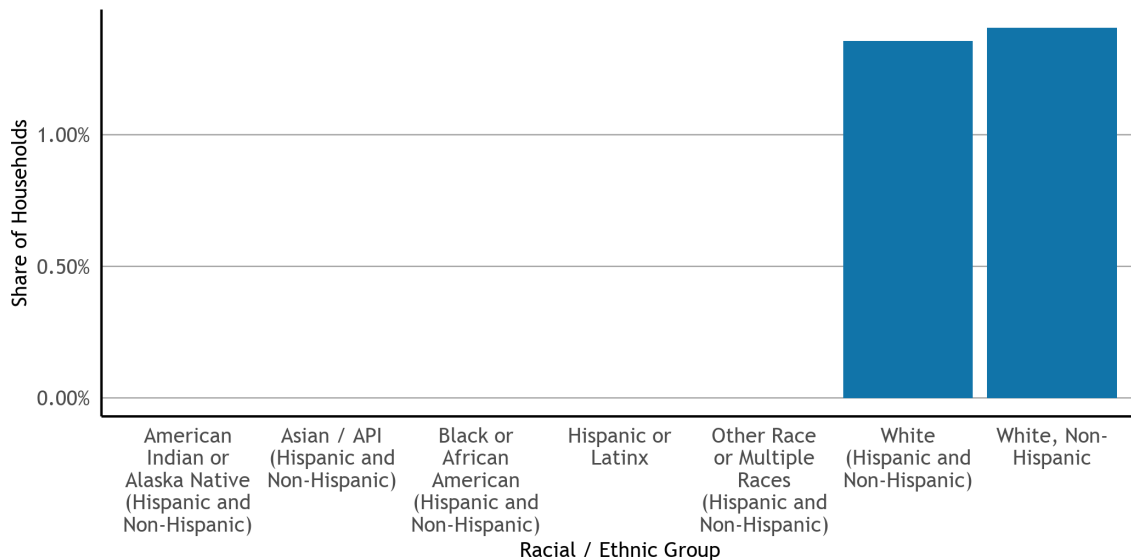 Share of Households
1.00%
0.50%
0.00%
American
Indian or
Alaska Native
(Hispanic and
Non-Hispanic)
Asian / API
(Hispanic and
Non-Hispanic)
Black or
African
American
(Hispanic and
Non-Hispanic)
Hispanic or
Latinx
Other Race
or Multiple
Races
(Hispanic and
Non-Hispanic)
White
(Hispanic and
Non-Hispanic)
White, Non-
Hispanic
Racial / Ethnic Group